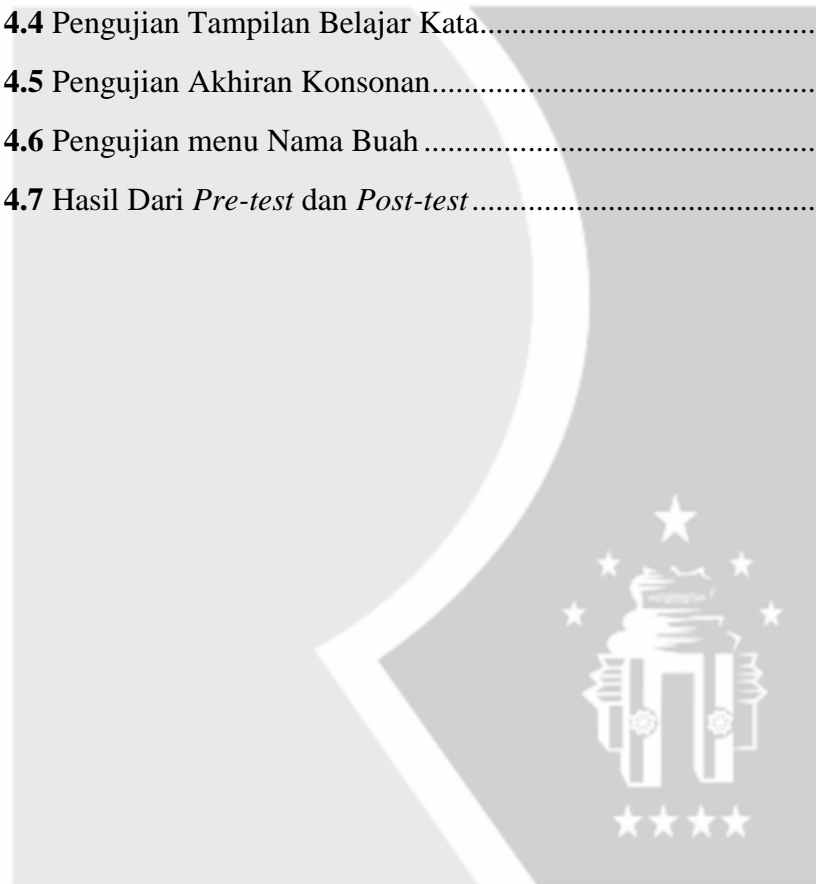 4.4 Pengujian Tampilan Belajar Kata......................................
4.5 Pengujian Akhiran Konsonan............................................
4.6 Pengujian menu Nama Buah .............................................
4.7 Hasil Dari Pre-test dan Post-test .......................................